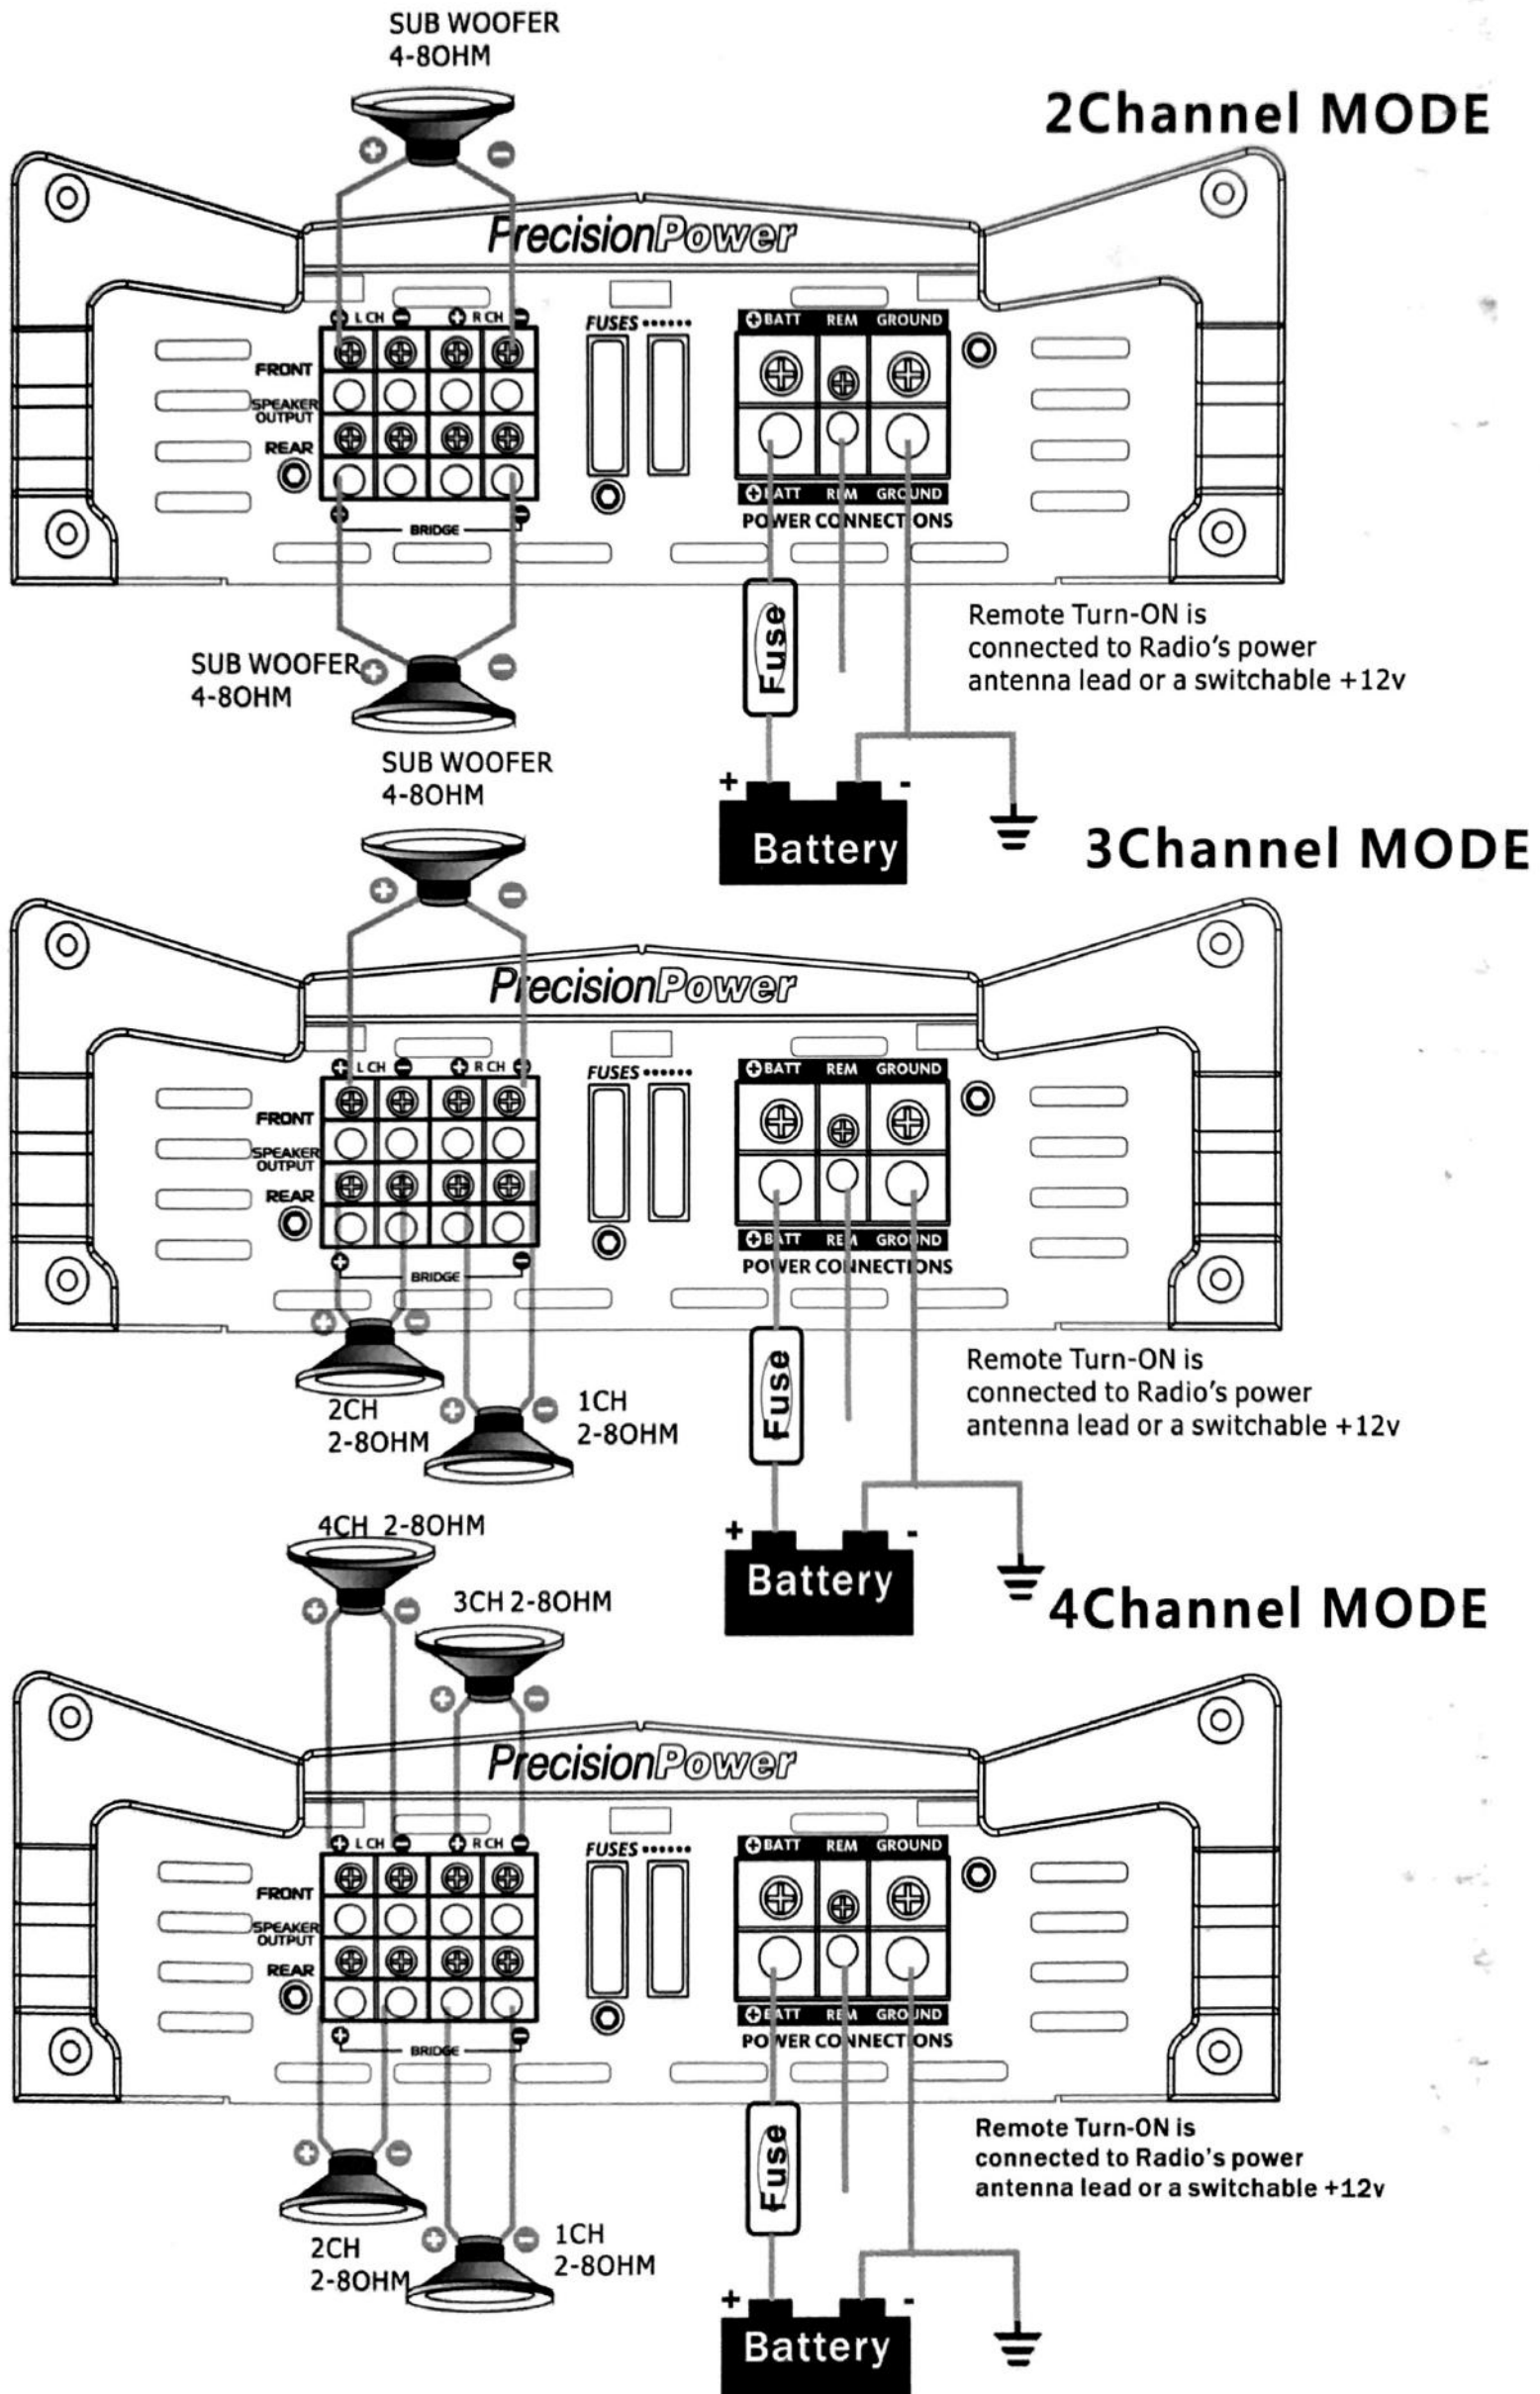 SUB WOOFER
4-8OHM
2Channel MODE
PrecisionPower
+ L CH - + R CH -
FUSES ••••••
+BATT REM GROUND
FRONT
SPEAKER
OUTPUT
REAR
+BATT REM GROUND
BRIDGE
POWER CONNECTIONS
Fuse
Remote Turn-ON is
connected to Radio's power
antenna lead or a switchable +12v
SUB WOOFER
4-8OHM
+ -
Battery
SUB WOOFER
4-8OHM
3Channel MODE
PrecisionPower
+ L CH - + R CH -
FUSES ••••••
+BATT REM GROUND
FRONT
SPEAKER
OUTPUT
REAR
+BATT REM GROUND
BRIDGE
POWER CONNECTIONS
Fuse
Remote Turn-ON is
connected to Radio's power
antenna lead or a switchable +12v
2CH
2-8OHM
1CH
2-8OHM
+ -
Battery
4CH 2-8OHM
3CH 2-8OHM
4Channel MODE
PrecisionPower
+ L CH - + R CH -
FUSES ••••••
+BATT REM GROUND
FRONT
SPEAKER
OUTPUT
REAR
+BATT REM GROUND
BRIDGE
POWER CONNECTIONS
Fuse
Remote Turn-ON is
connected to Radio's power
antenna lead or a switchable +12v
2CH
2-8OHM
1CH
2-8OHM
+ -
Battery